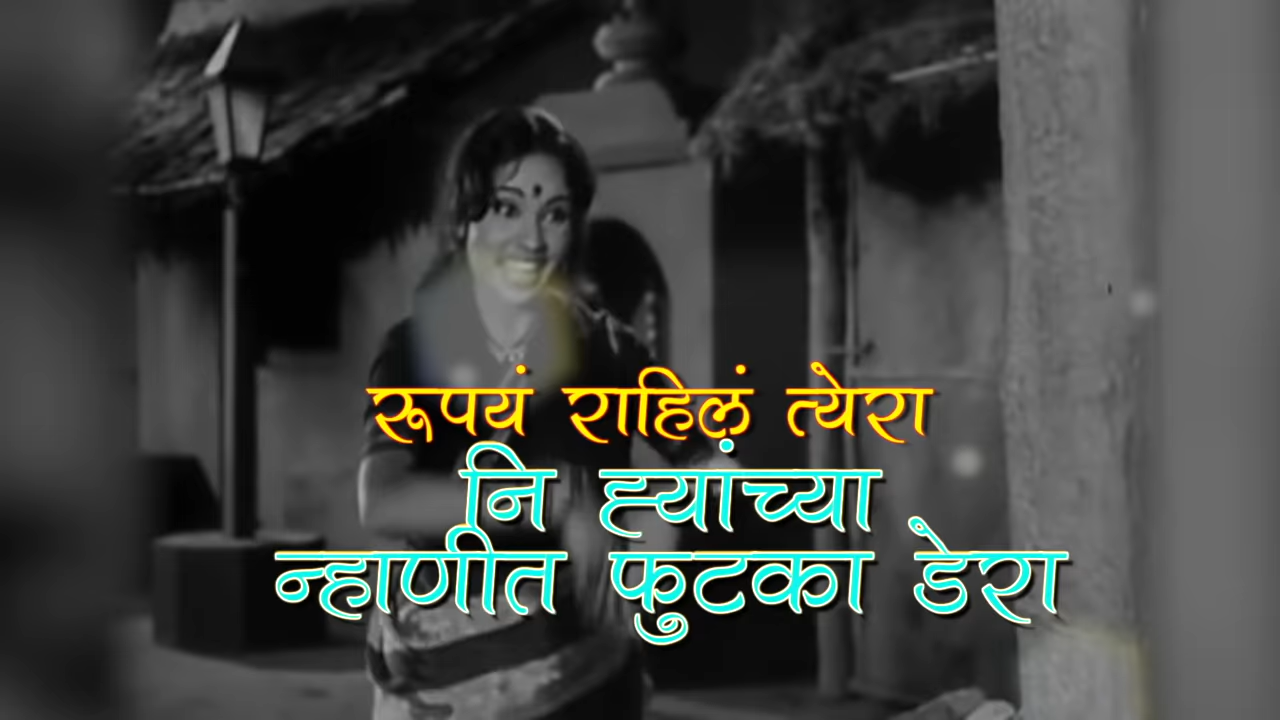 रूपयं राहिलं त्येरा
नि ह्यांच्या
न्हाणीत फुटका डेरा